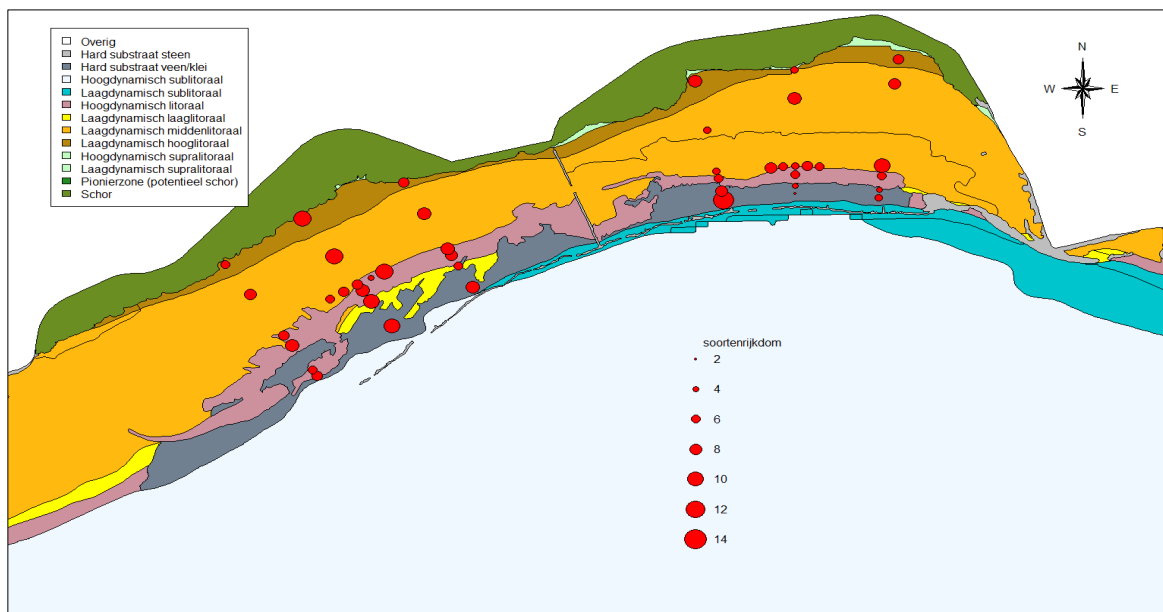 Overig
Hard substraat steen
Hard substraat veen/klei
Hoogdynamisch sublitoraal
Laagdynamisch sublitoraal
Hoogdynamisch litoraal
Laagdynamisch laaglitoraal
Laagdynamisch middenlitoraal
Laagdynamisch hooglitoraal
Hoogdynamisch supralitoraal
Laagdynamisch supralitoraal
Pionierzone (potentieel schor)
Schor
N
W E
S
soortenrijkdom
2
4
6
8
10
12
14